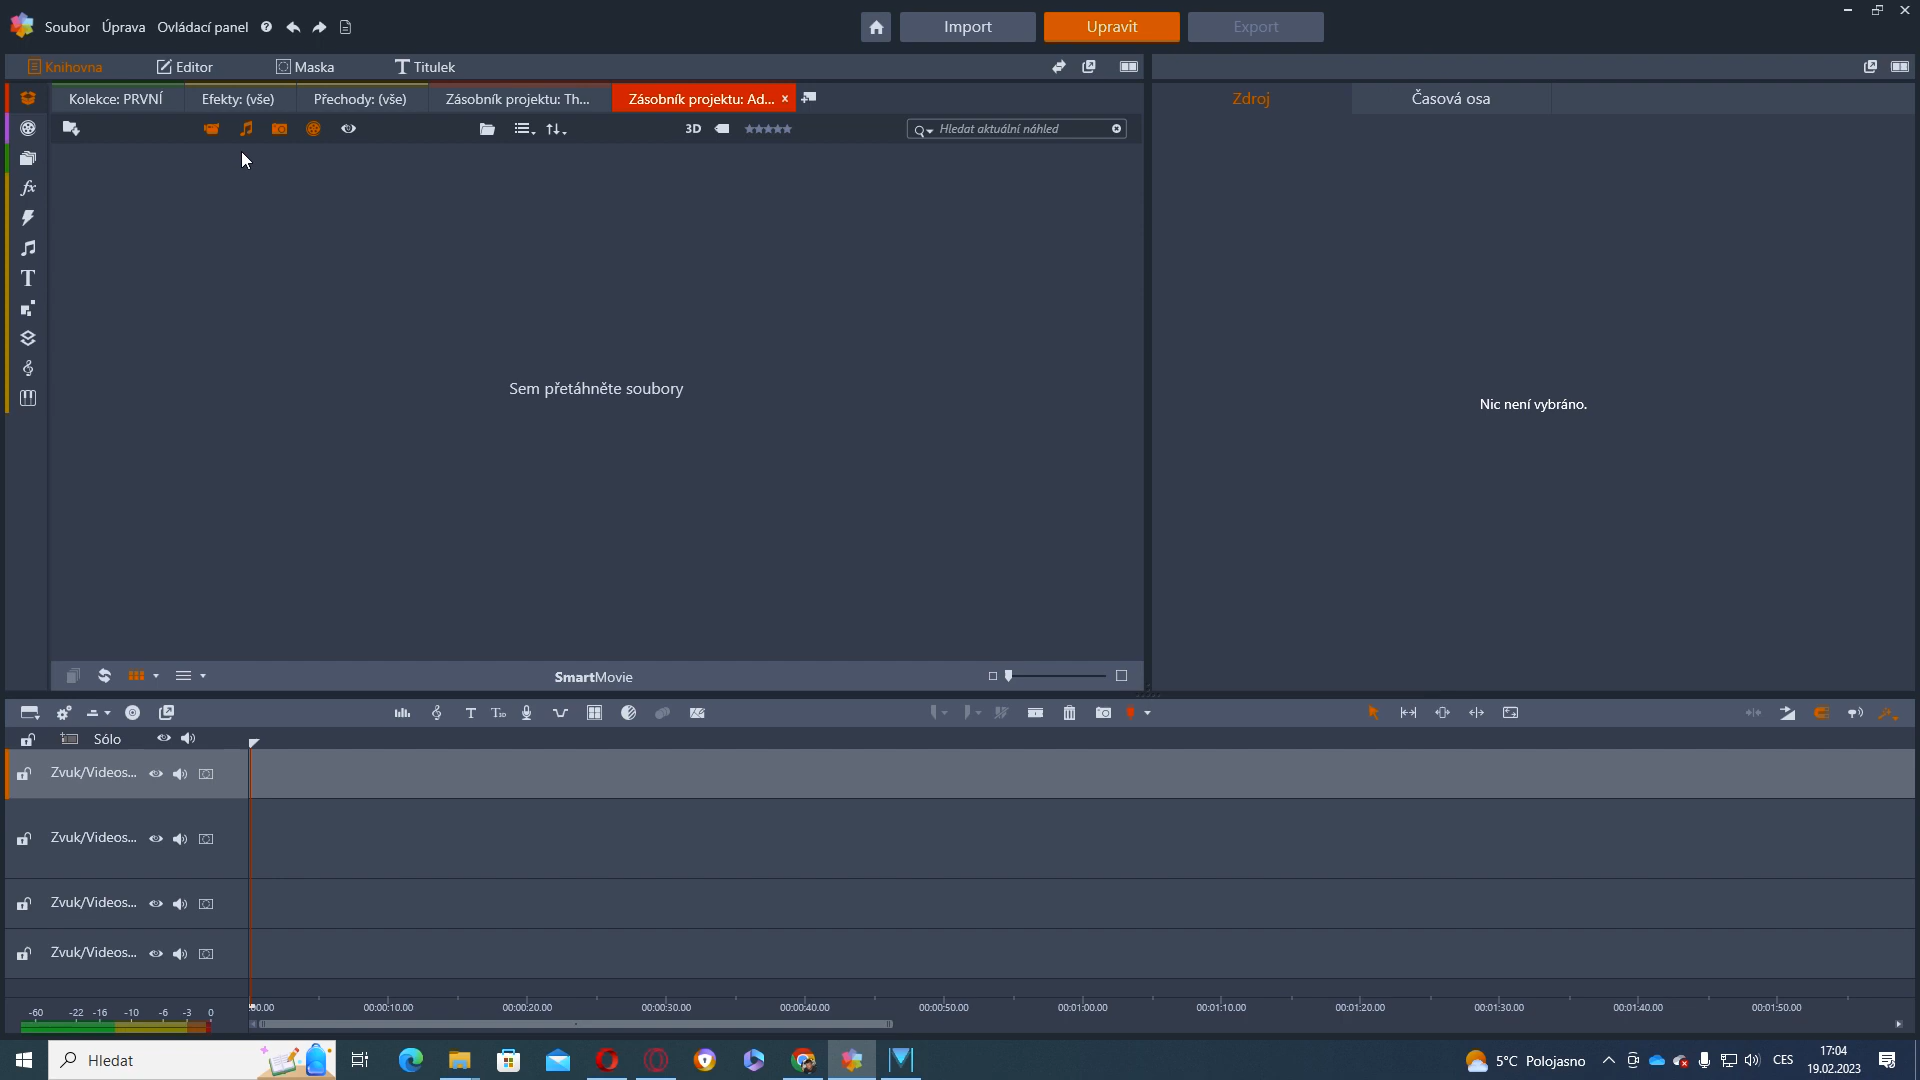 Soubor Úprava Ovládací panel
Import Upravit Export
Knihovna Editor Maska Titulek
Kolekce: PRVNÍ Efekty: (vše) Přechody: (vše) Zásobník projektu: Th... Zásobník projektu: Ad... x
Zdroj Časová osa
3D Hledat aktuální náhled
Sem přetáhněte soubory
Nic není vybráno.
SmartMovie
Sólo
Zvuk/Videos...
Zvuk/Videos...
Zvuk/Videos...
Zvuk/Videos...
:00.00 00:00:10.00 00:00:20.00 00:00:30.00 00:00:40.00 00:00:50.00 00:01:00.00 00:01:10.00 00:01:20.00 00:01:30.00 00:01:40.00 00:01:50.00
-60 -22 -16 -10 -6 -3 0
Hledat
5°C Polojasno CES 17:04
19.02.2023